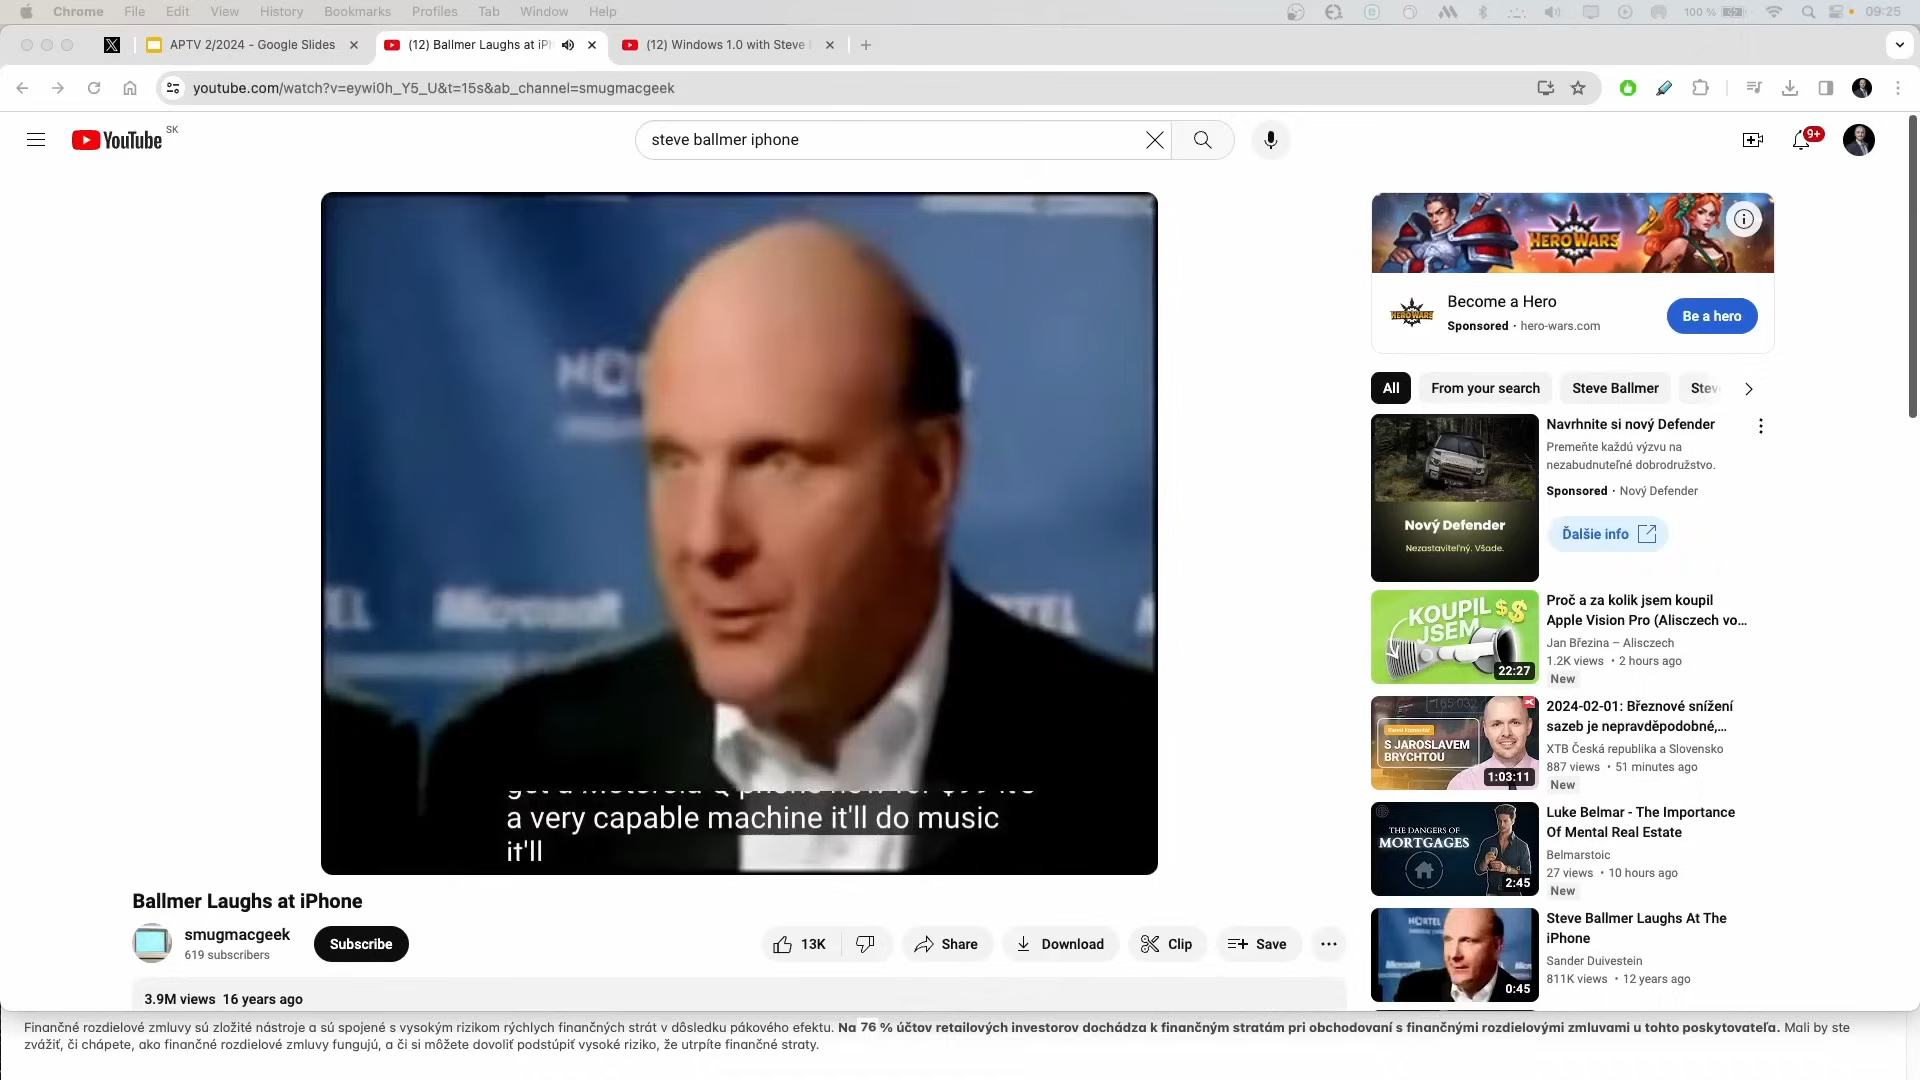 Chrome File Edit View History Bookmarks Profiles Tab Window Help 100 % 09:25
APTV 2/2024 - Google Slides (12) Ballmer Laughs at iPh (12) Windows 1.0 with Steve
youtube.com/watch?v=eywi0h_Y5_U&t=15s&ab_channel=smugmacgeek
YouTube SK
steve ballmer iphone
9+
HERO WARS
Become a Hero
Sponsored · hero-wars.com
Be a hero
All From your search Steve Ballmer Stev
Microsoft
a very capable machine it'll do music
it'll
Nový Defender
Nezastaviteľný. Všade.
Navrhnite si nový Defender
Premeňte každú výzvu na
nezabudnuteľné dobrodružstvo.
Sponsored · Nový Defender
Ďalšie info
KOUPIL $$
JSEM
22:27
Proč a za kolik jsem koupil
Apple Vision Pro (Alisczech vo...
Jan Březina – Alisczech
1.2K views • 2 hours ago
New
S JAROSLAVEM
BRYCHTOU
1:03:11
2024-02-01: Březnové snížení
sazeb je nepravděpodobné,...
XTB Česká republika a Slovensko
887 views • 51 minutes ago
New
THE DANGERS OF
MORTGAGES
2:45
Luke Belmar - The Importance
Of Mental Real Estate
Belmarstoic
27 views • 10 hours ago
New
NORTEL
Microsoft
0:45
Steve Ballmer Laughs At The
iPhone
Sander Duivestein
811K views • 12 years ago
Ballmer Laughs at iPhone
smugmacgeek
619 subscribers
Subscribe
13K Share Download Clip Save
3.9M views 16 years ago
Finančné rozdielové zmluvy sú zložité nástroje a sú spojené s vysokým rizikom rýchlych finančných strát v dôsledku pákového efektu. Na 76 % účtov retailových investorov dochádza k finančným stratám pri obchodovaní s finančnými rozdielovými zmluvami u tohto poskytovateľa. Mali by ste
zvážiť, či chápete, ako finančné rozdielové zmluvy fungujú, a či si môžete dovoliť podstúpiť vysoké riziko, že utrpíte finančné straty.